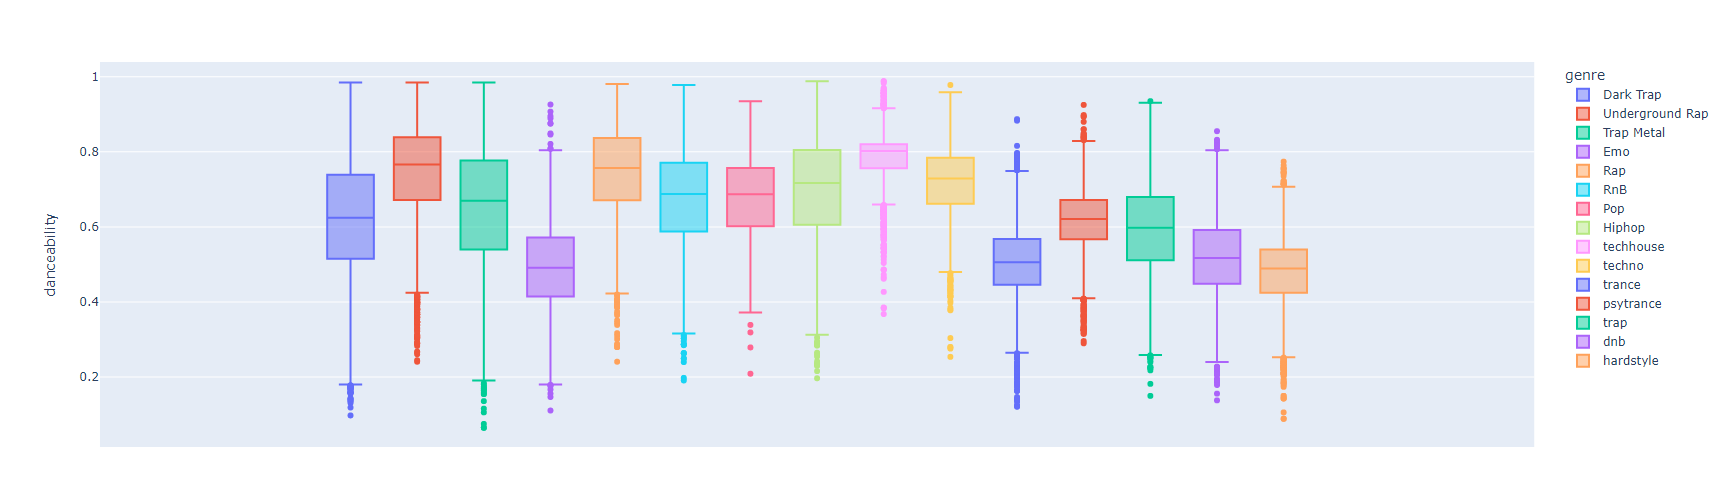 danceability
1
0.8
0.6
0.4
0.2
genre
Dark Trap
Underground Rap
Trap Metal
Emo
Rap
RnB
Pop
Hiphop
techhouse
techno
trance
psytrance
trap
dnb
hardstyle